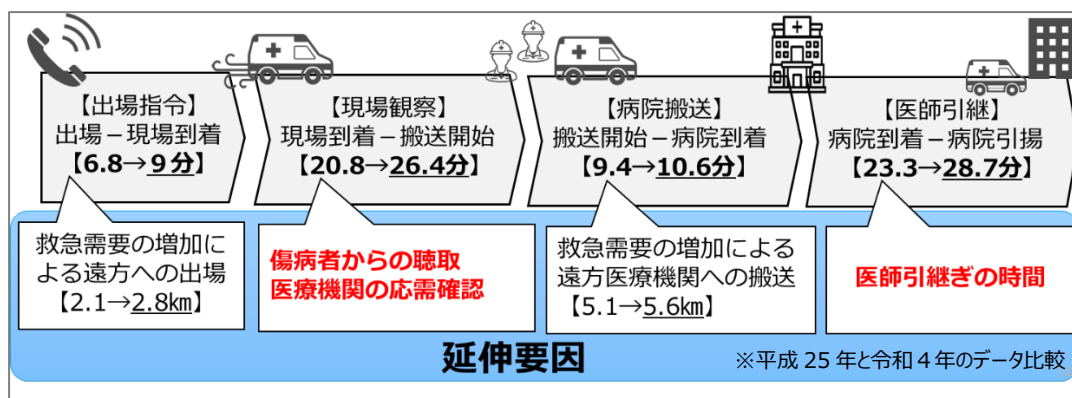 【出場指令】
出場－現場到着
【6.8→9分】
【現場観察】
現場到着－搬送開始
【20.8→26.4分】
【病院搬送】
搬送開始－病院到着
【9.4→10.6分】
【医師引継】
病院到着－病院引揚
【23.3→28.7分】
救急需要の増加に
よる遠方への出場
【2.1→2.8㎞】
傷病者からの聴取
医療機関の応需確認
救急需要の増加による
遠方医療機関への搬送
【5.1→5.6㎞】
医師引継ぎの時間
延伸要因
※平成 25 年と令和 4 年のデータ比較